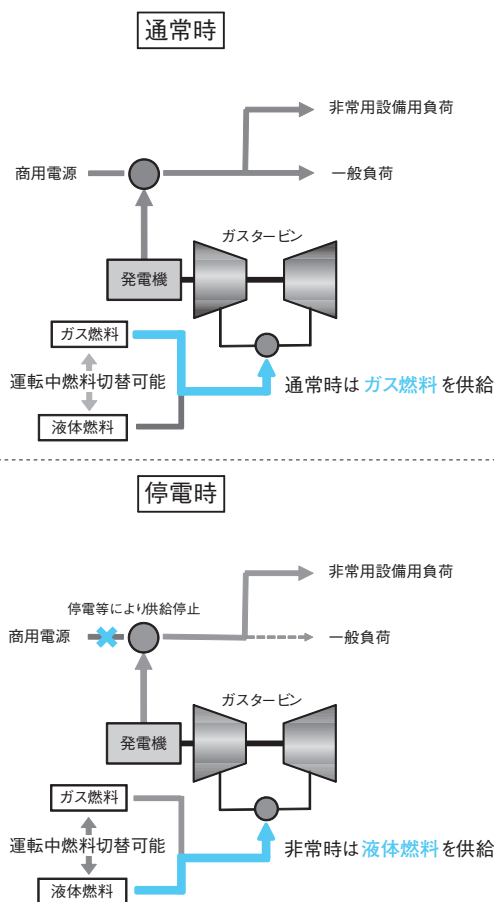 通常時
非常用設備用負荷
商用電源
一般負荷
ガスタービン
発電機
ガス燃料
運転中燃料切替可能
通常時はガス燃料を供給
液体燃料
停電時
非常用設備用負荷
停電等により供給停止
商用電源
一般負荷
ガスタービン
発電機
ガス燃料
運転中燃料切替可能
非常時は液体燃料を供給
液体燃料